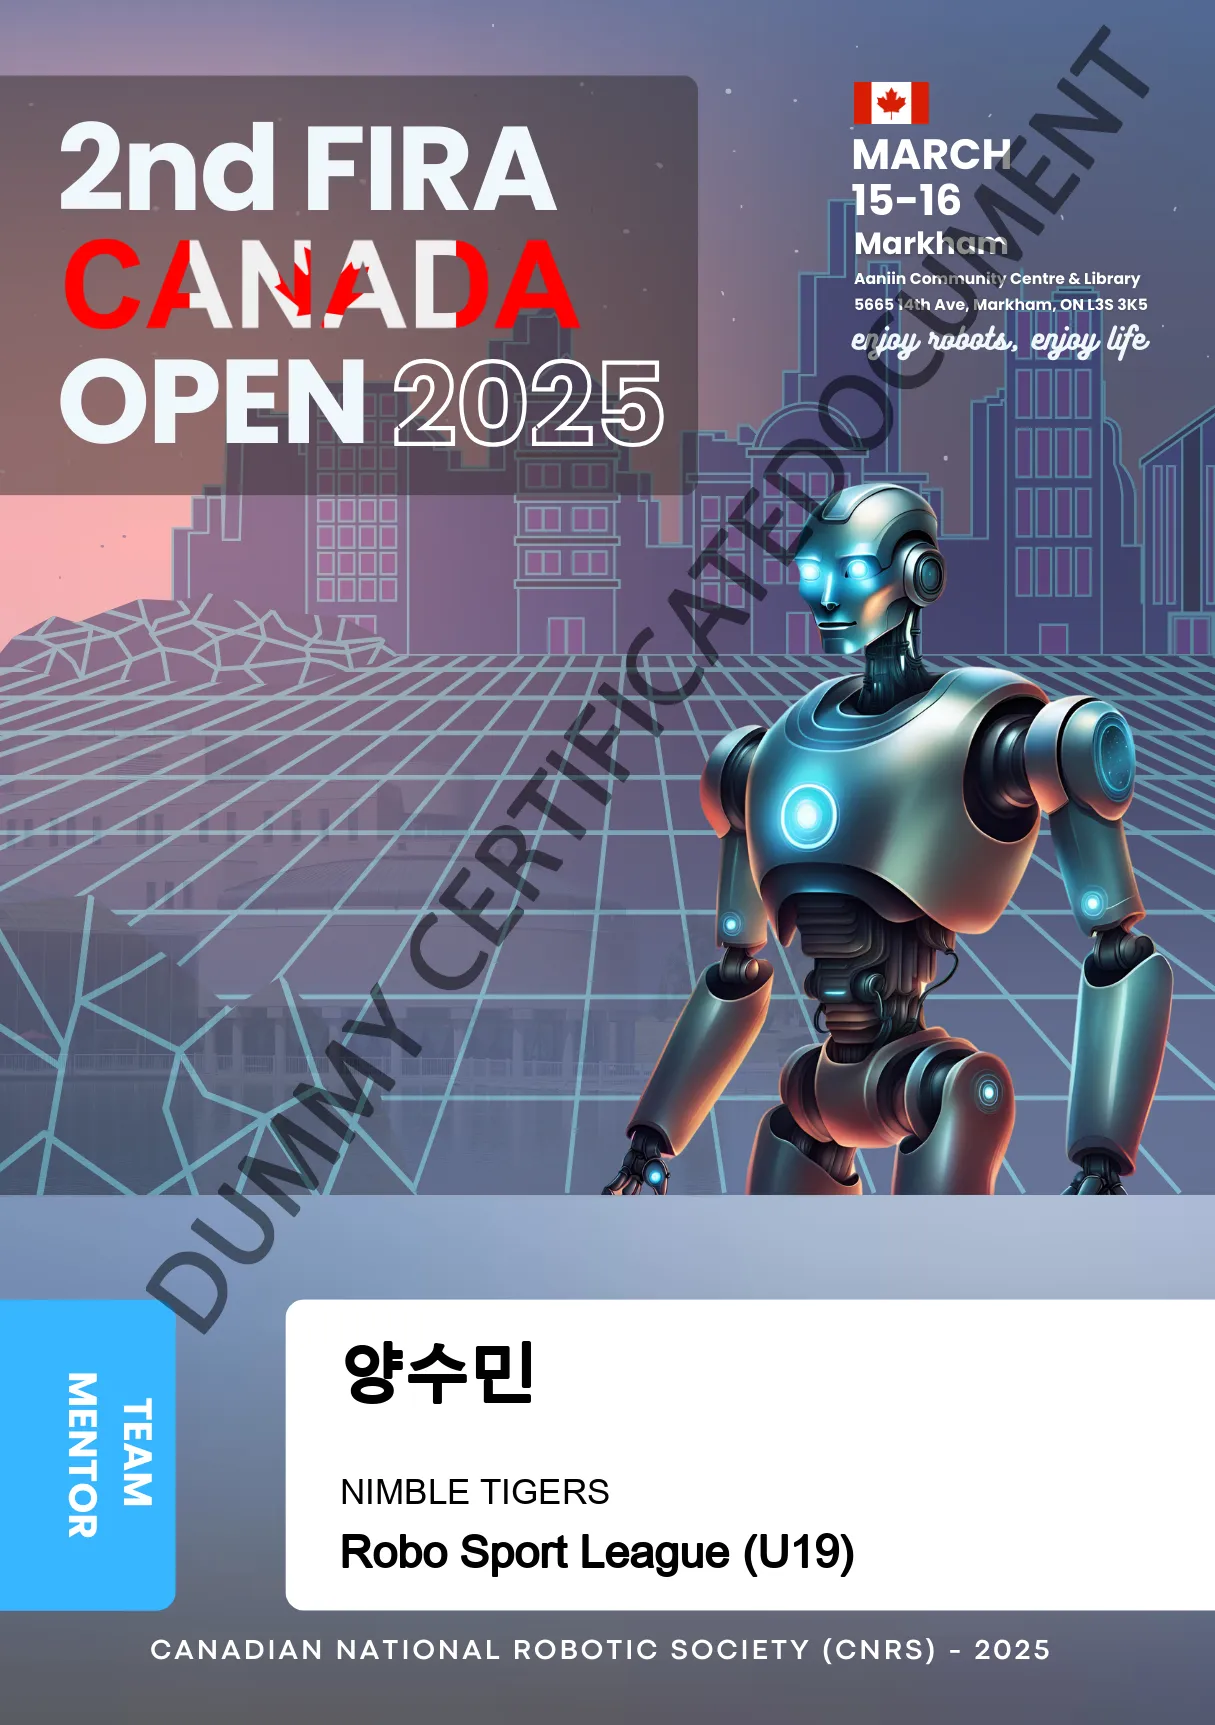 2nd FIRA
CANADA
OPEN 2025
MARCH
15-16
Markham
Aaniin Community Centre & Library
5665 14th Ave, Markham, ON L3S 3K5
enjoy robots, enjoy life
DUMMY CERTIFICATEDOCUMENT
TEAM
MENTOR
양수민
NIMBLE TIGERS
Robo Sport League (U19)
CANADIAN NATIONAL ROBOTIC SOCIETY (CNRS) - 2025